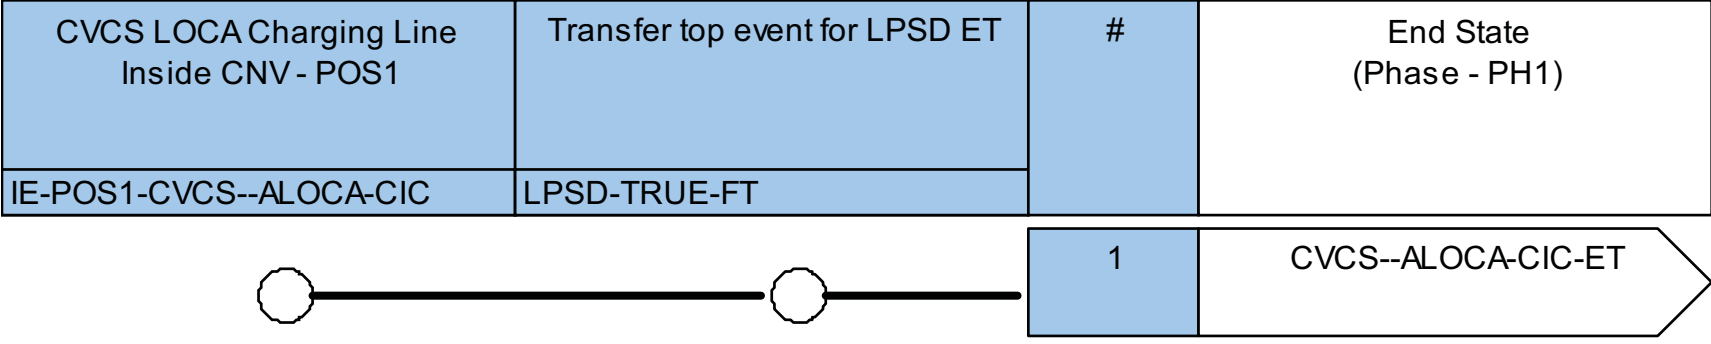 CVCS LOCA Charging Line
Inside CNV - POS1
Transfer top event for LPSD ET
#
End State
(Phase - PH1)
IE-POS1-CVCS--ALOCA-CIC
LPSD-TRUE-FT
1
CVCS--ALOCA-CIC-ET